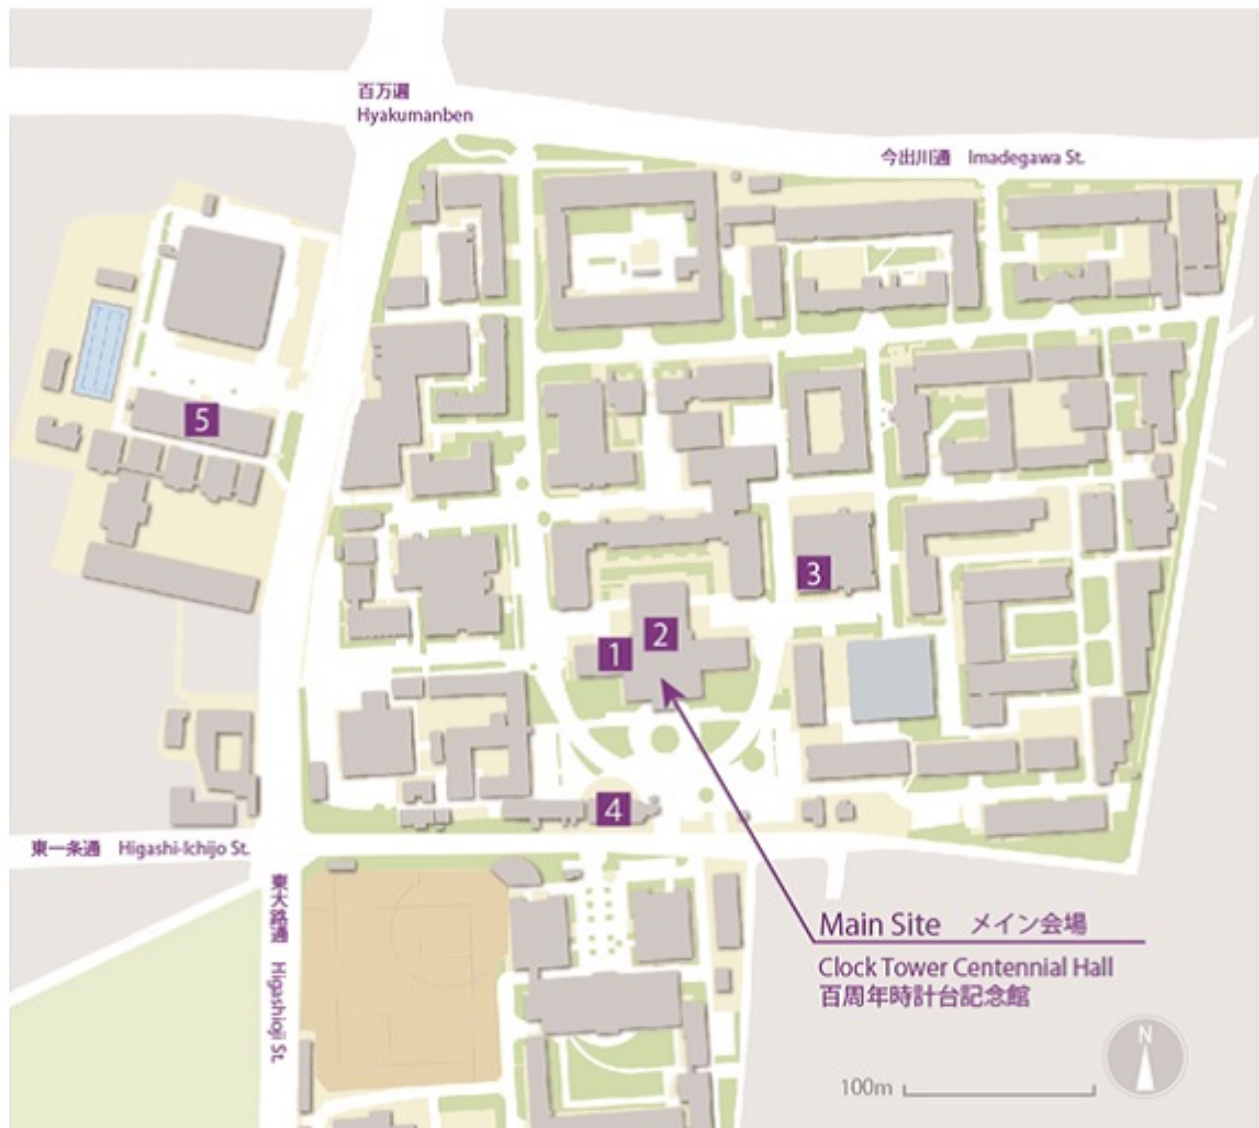 百万遍
Hyakumanben
今出川通 Imadegawa St.
5
3
2
1
4
東一条通 Higashi-Ichijo St.
東大路通 Higashioji St.
Main Site メイン会場
Clock Tower Centennial Hall
百周年時計台記念館
N
100m